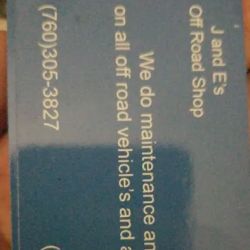 J and E's
Off Road Shop
We do maintenance an
on all off road vehicle's and a
(760)305-3827
(